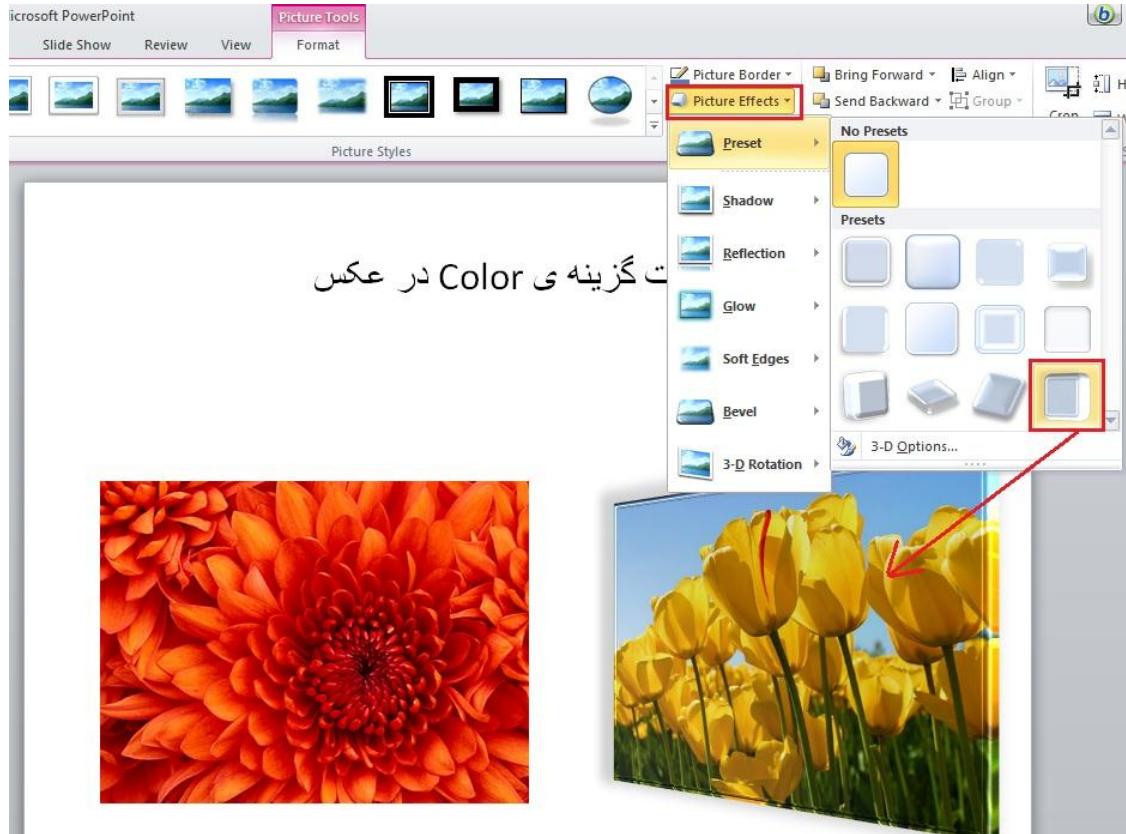 icrosoft PowerPoint
Picture Tools
Slide Show Review View Format
Picture Border
Picture Effects
Bring Forward
Send Backward
Align
Group
Crop
H
Picture Styles
Preset
Shadow
Reflection
Glow
Soft Edges
Bevel
3-D Rotation
No Presets
Presets
3-D Options...
ت گزینه ی Color در عکس